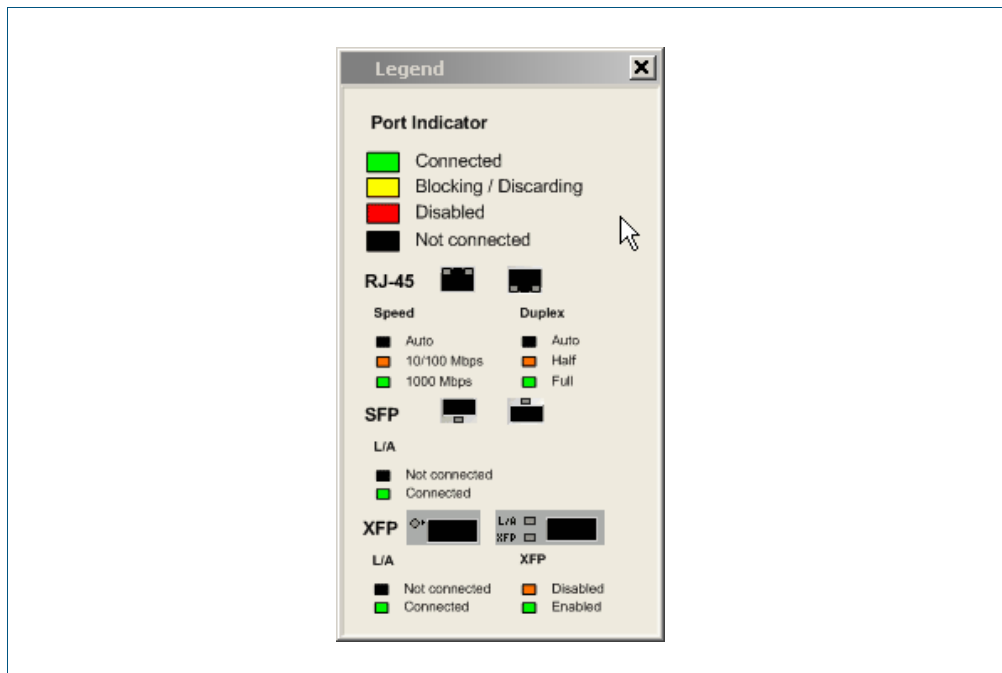 Legend
Port Indicator
Connected
Blocking / Discarding
Disabled
Not connected
RJ-45
Speed Duplex
Auto Auto
10/100 Mbps Half
1000 Mbps Full
SFP
L/A
Not connected
Connected
XFP L/A
XFP
L/A XFP
Not connected Disabled
Connected Enabled